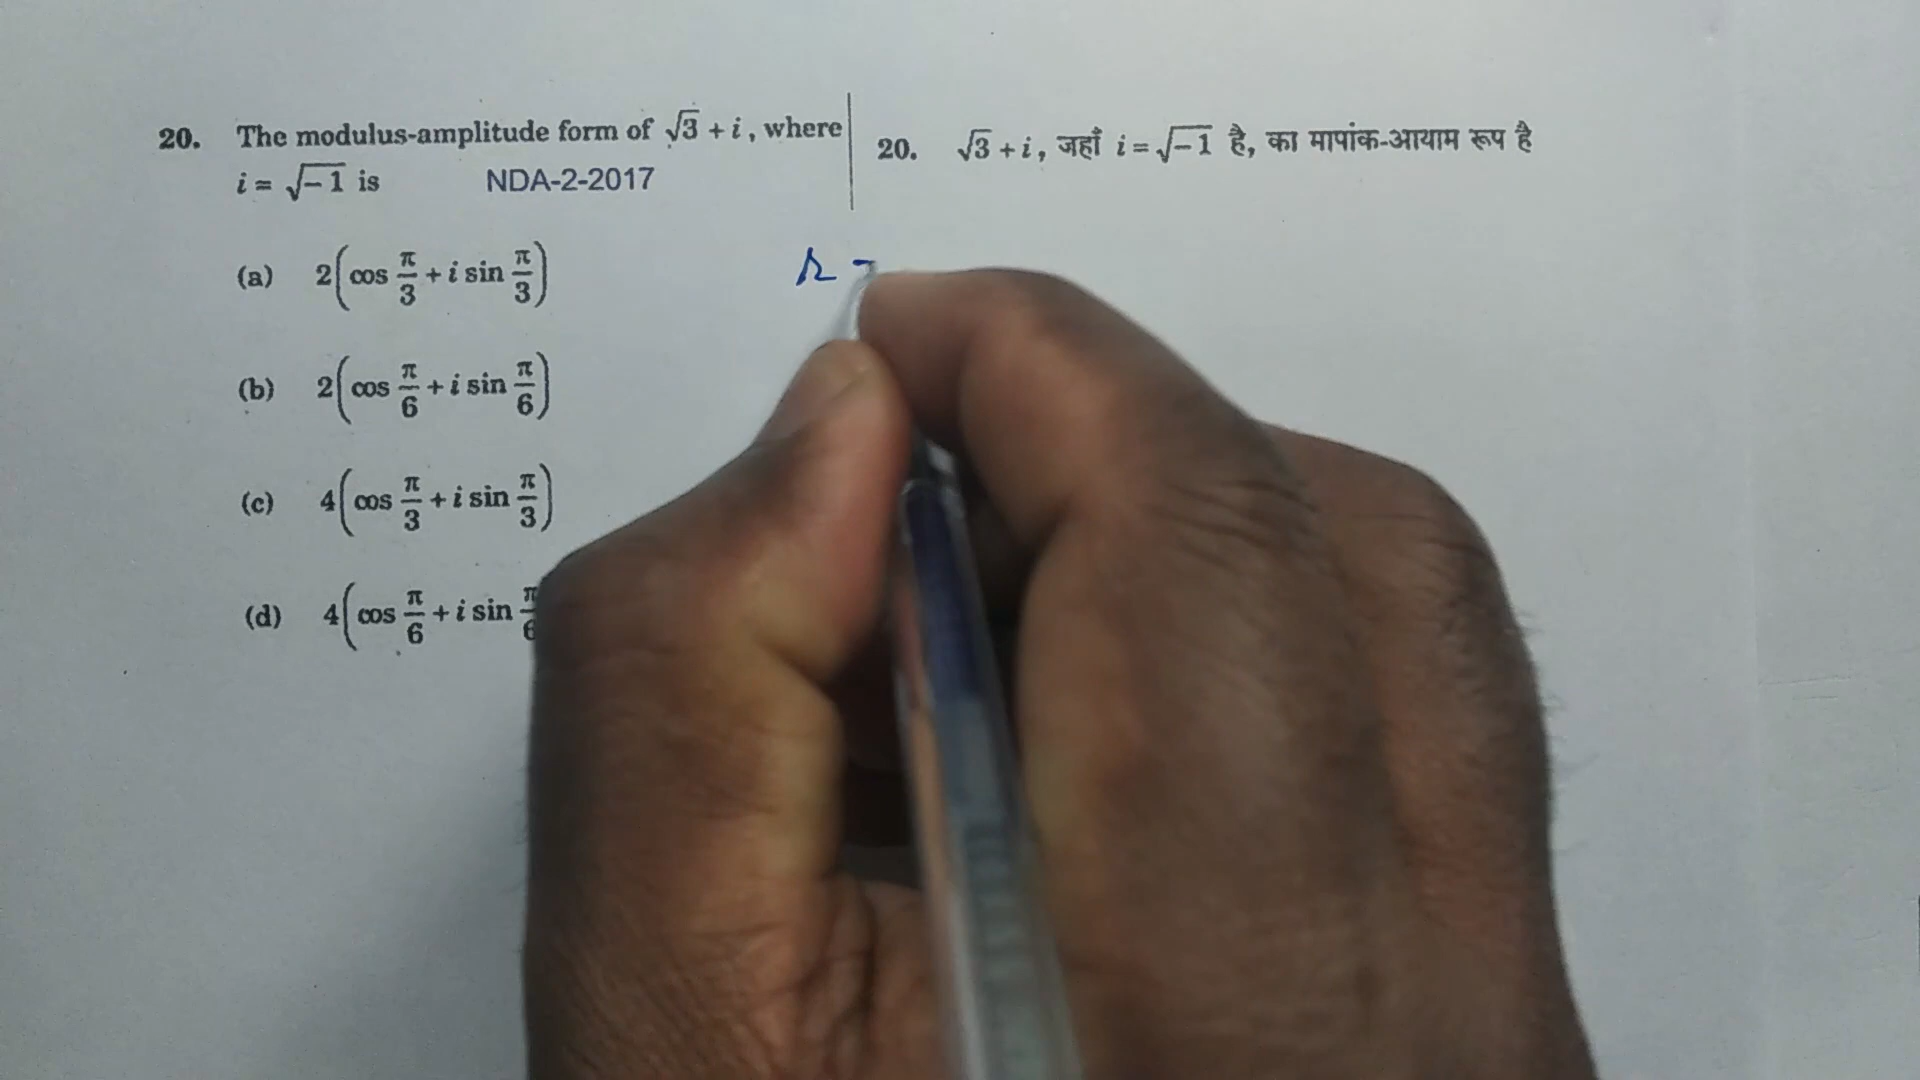 20. The modulus-amplitude form of √3 + i, where
i = √−1 is NDA-2-2017
(a) 2(cos π/3 + i sin π/3)
(b) 2(cos π/6 + i sin π/6)
(c) 4(cos π/3 + i sin π/3)
(d) 4(cos π/6 + i sin π/6
20. √3 + i, जहाँ i = √−1 है, का मापांक-आयाम रूप है
r